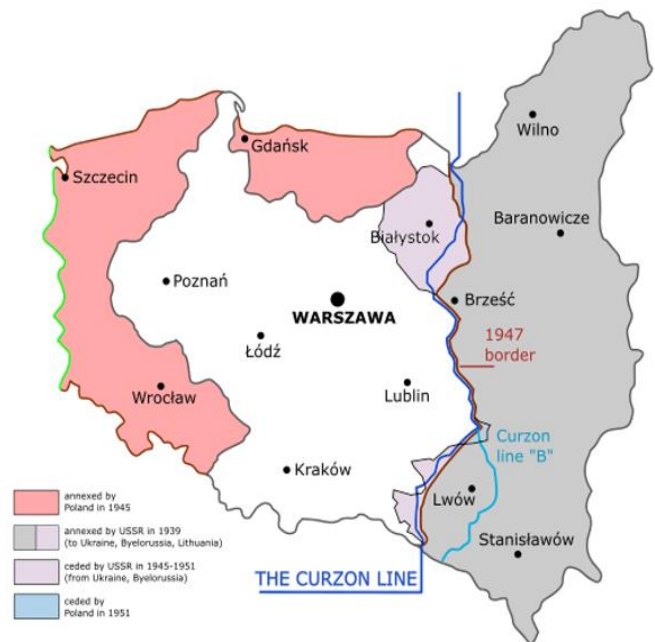 Wilno
Gdańsk
Szczecin
Baranowicze
Białystok
Poznań
Brześć
WARSZAWA
1947
border
Łódź
Lublin
Wrocław
Curzon
line "B"
Kraków
Lwów
Stanisławów
THE CURZON LINE
annexed by
Poland in 1945
annexed by USSR in 1939
(to Ukraine, Byelorussia, Lithuania)
ceded by USSR in 1945-1951
(from Ukraine, Byelorussia)
ceded by
Poland in 1951